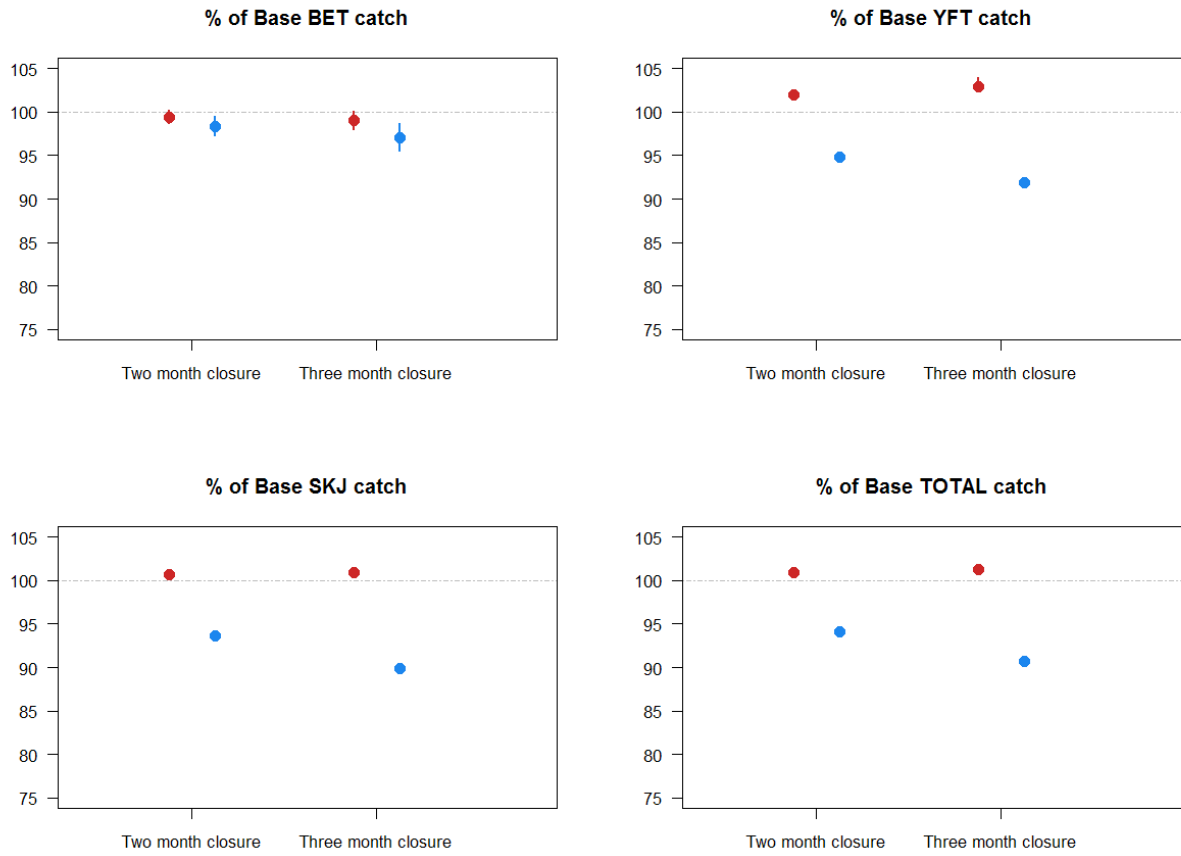 % of Base BET catch
105
100
95
90
85
80
75
Two month closure
Three month closure
% of Base YFT catch
105
100
95
90
85
80
75
Two month closure
Three month closure
% of Base SKJ catch
105
100
95
90
85
80
75
Two month closure
Three month closure
% of Base TOTAL catch
105
100
95
90
85
80
75
Two month closure
Three month closure